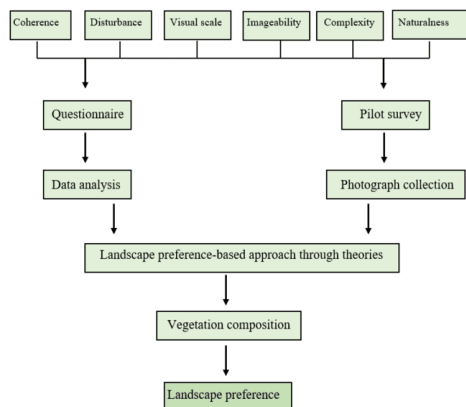 Coherence
Disturbance
Visual scale
Imageability
Complexity
Naturalness
Questionnaire
Pilot survey
Data analysis
Photograph collection
Landscape preference-based approach through theories
Vegetation composition
Landscape preference